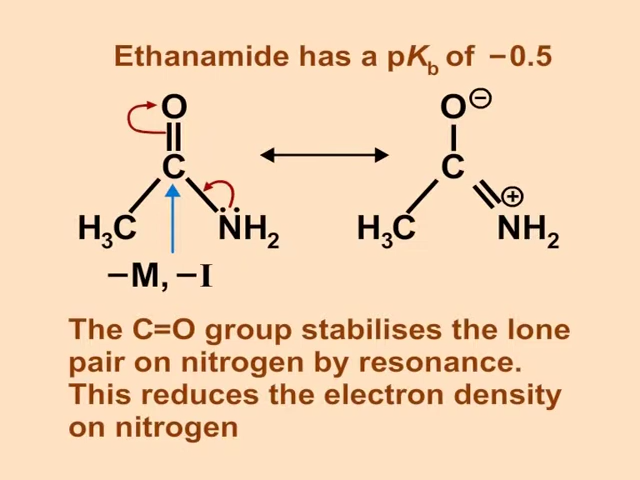 Ethanamide has a pKb of −0.5
O O⊖
C C ⊕
H3C N̈H2 H3C NH2
−M, −I
The C=O group stabilises the lone
pair on nitrogen by resonance.
This reduces the electron density
on nitrogen